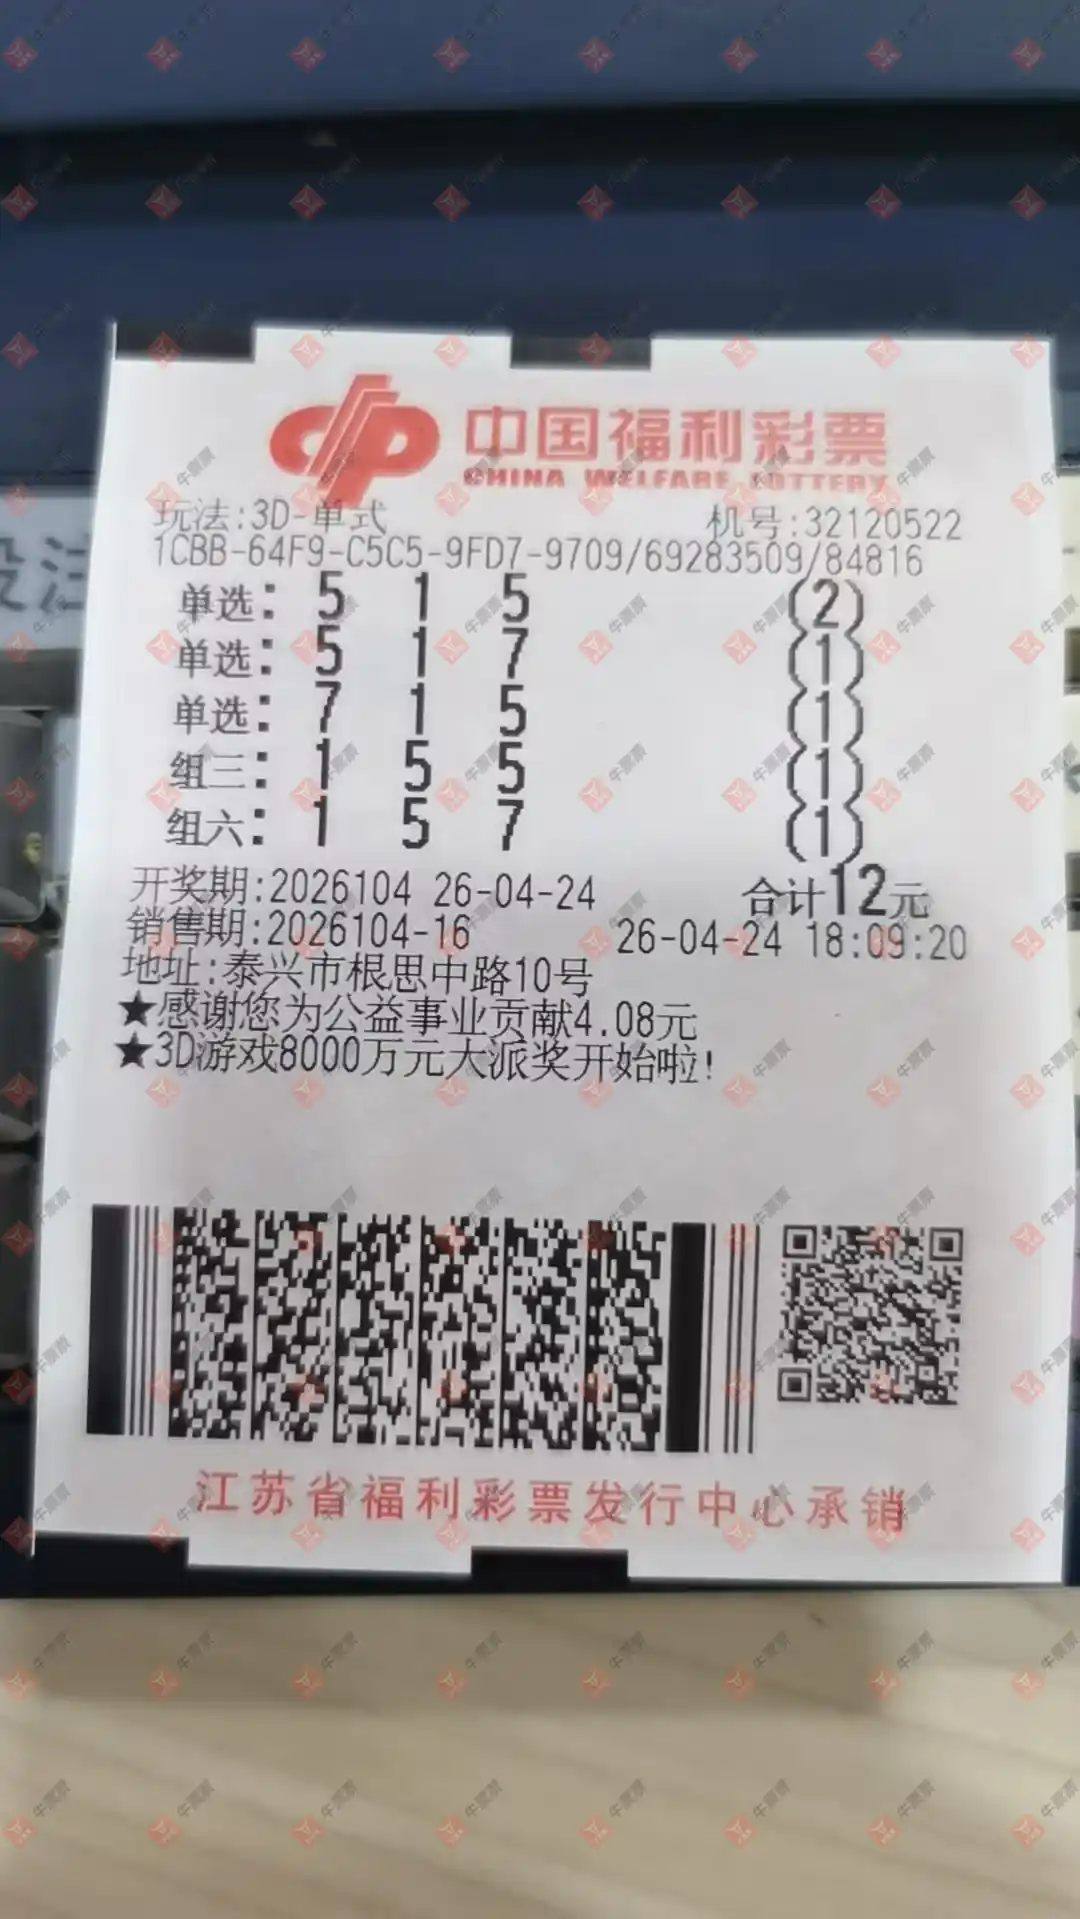 中国福利彩票
CHINA WELFARE LOTTERY
玩法:3D-单式 机号:32120522
1CBB-64F9-C5C5-9FD7-9709/69283509/84816
单选: 5 1 5 (2)
单选: 5 1 7 (1)
单选: 7 1 5 (1)
组三: 1 5 5 (1)
组六: 1 5 7 (1)
开奖期:2026104 26-04-24 合计12元
销售期:2026104-16 26-04-24 18:09:20
地址:泰兴市根思中路10号
★感谢您为公益事业贡献4.08元
★3D游戏8000万元大派奖开始啦!
江苏省福利彩票发行中心承销